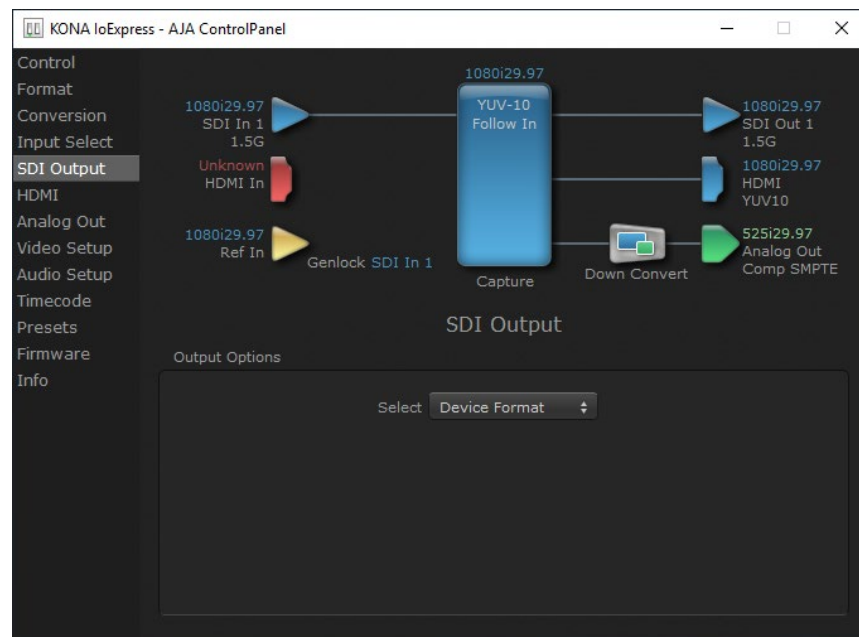 KONA IoExpress - AJA ControlPanel
Control
Format
Conversion
Input Select
SDI Output
HDMI
Analog Out
Video Setup
Audio Setup
Timecode
Presets
Firmware
Info
1080i29.97
SDI In 1
1.5G
Unknown
HDMI In
1080i29.97
Ref In
Genlock SDI In 1
1080i29.97
YUV-10
Follow In
Capture
Down Convert
1080i29.97
SDI Out 1
1.5G
1080i29.97
HDMI
YUV10
525i29.97
Analog Out
Comp SMPTE
SDI Output
Output Options
Select Device Format